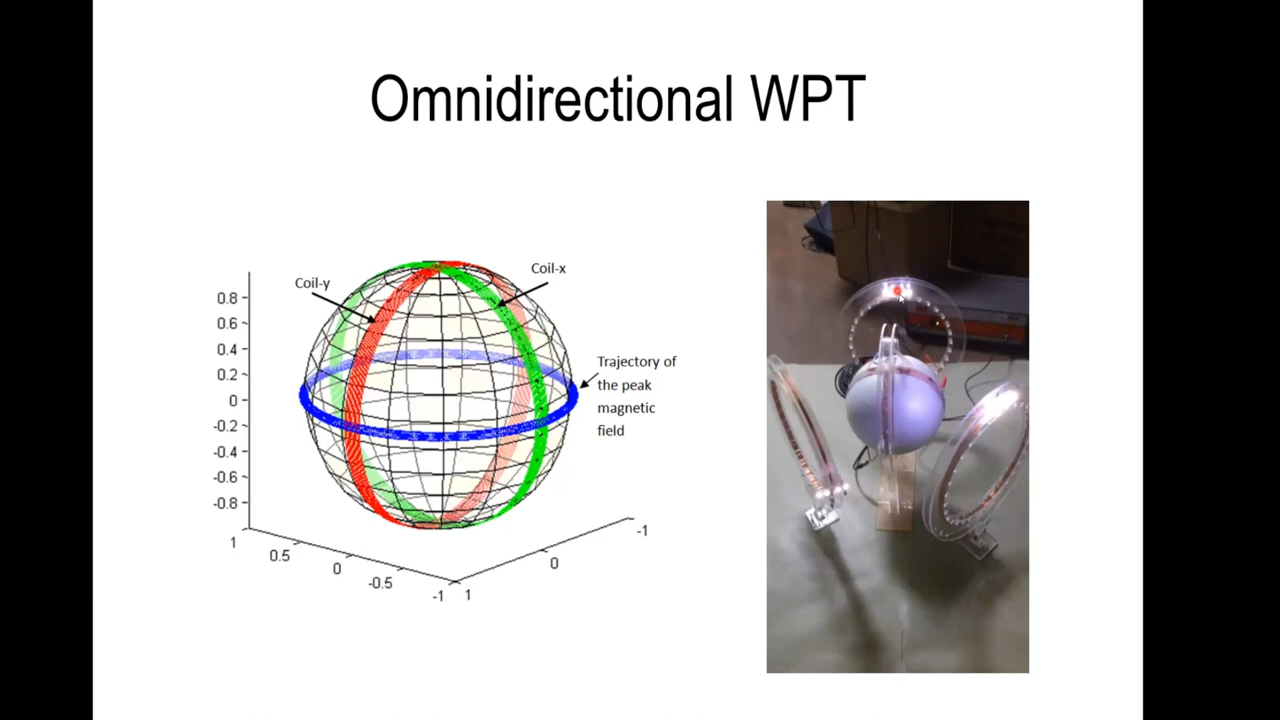 Omnidirectional WPT
Coil-y
Coil-x
Trajectory of
the peak
magnetic
field
0.8
0.6
0.4
0.2
0
-0.2
-0.4
-0.6
-0.8
1
0.5
0
-0.5
-1
1
0
-1